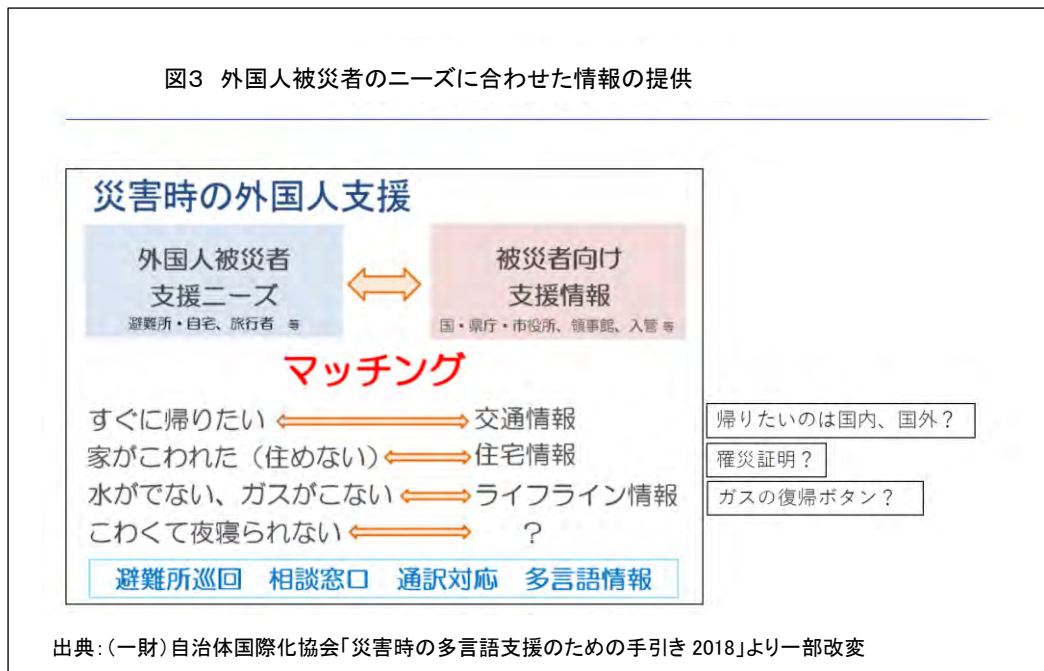 図3 外国人被災者のニーズに合わせた情報の提供
災害時の外国人支援
外国人被災者
支援ニーズ
避難所・自宅、旅行者 等
被災者向け
支援情報
国・県庁・市役所、領事館、入管 等
マッチング
すぐに帰りたい 交通情報 帰りたいのは国内、国外？
家がこわれた（住めない） 住宅情報 罹災証明？
水がでない、ガスがこない ライフライン情報 ガスの復帰ボタン？
こわくて夜寝られない ？
避難所巡回 相談窓口 通訳対応 多言語情報
出典：（一財）自治体国際化協会「災害時の多言語支援のための手引き 2018」より一部改変